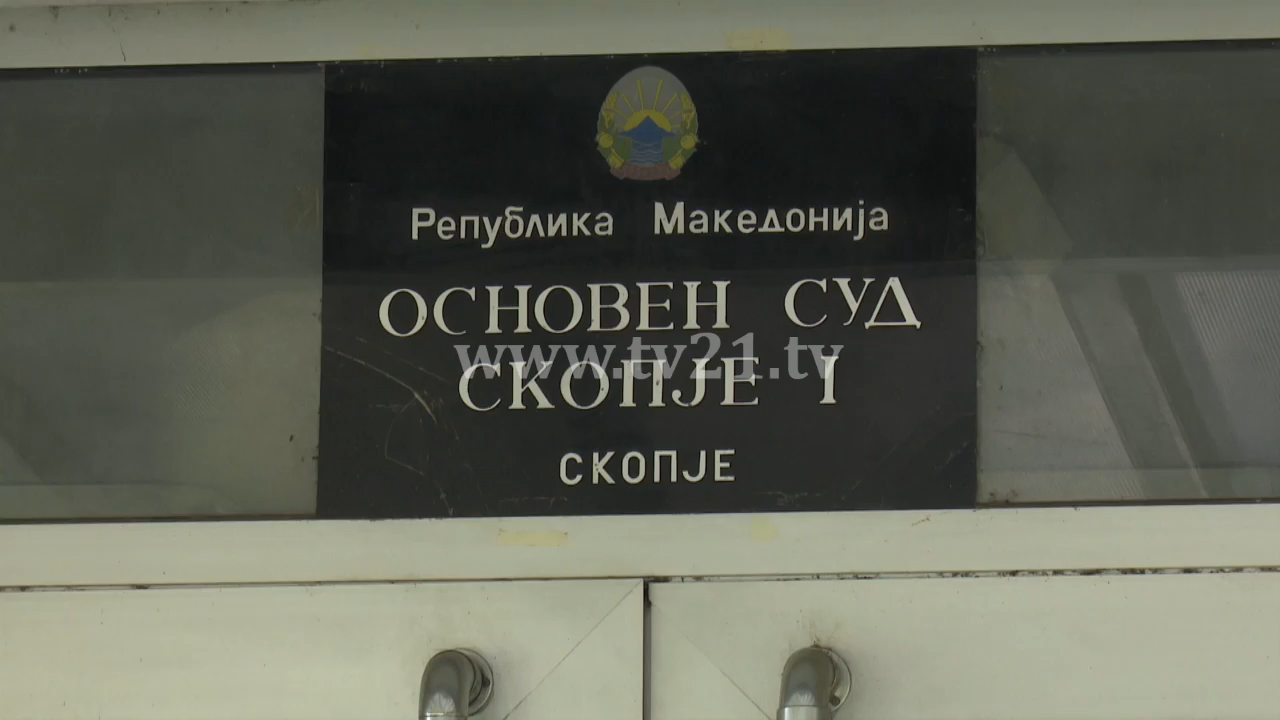 Република Македонија
ОСНОВЕН СУД
www.tv21.tv
СКОПЈЕ I
СКОПЈЕ